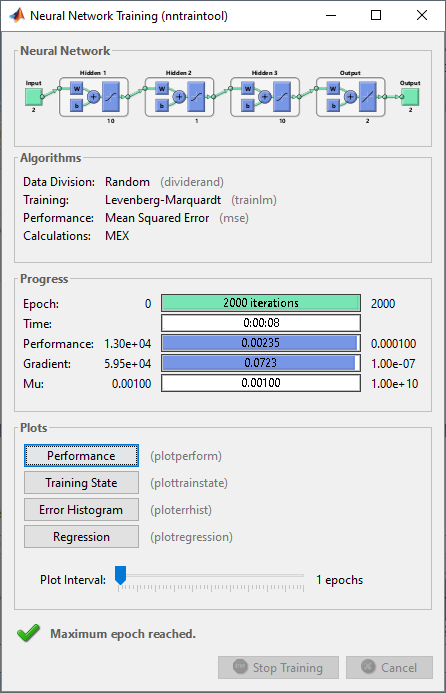 Neural Network Training (nntraintool)
Neural Network
Hidden 1 Hidden 2 Hidden 3 Output
Input W b + W b + W b + W b + Output
2 10 1 10 2 2
Algorithms
Data Division: Random (dividerand)
Training: Levenberg-Marquardt (trainlm)
Performance: Mean Squared Error (mse)
Calculations: MEX
Progress
Epoch: 0 2000 iterations 2000
Time: 0:00:08
Performance: 1.30e+04 0.00235 0.000100
Gradient: 5.95e+04 0.0723 1.00e-07
Mu: 0.00100 0.00100 1.00e+10
Plots
Performance (plotperform)
Training State (plottrainstate)
Error Histogram (ploterrhist)
Regression (plotregression)
Plot Interval: 1 epochs
Maximum epoch reached.
Stop Training Cancel